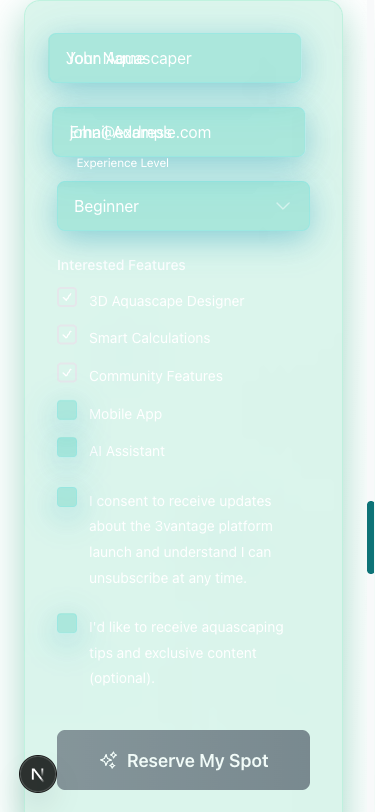 Your Name
John Aquascaper
Email Address
john@example.com
Experience Level
Beginner
Interested Features
3D Aquascape Designer
Smart Calculations
Community Features
Mobile App
AI Assistant
I consent to receive updates
about the 3vantage platform
launch and understand I can
unsubscribe at any time.
I'd like to receive aquascaping
tips and exclusive content
(optional).
Reserve My Spot
N